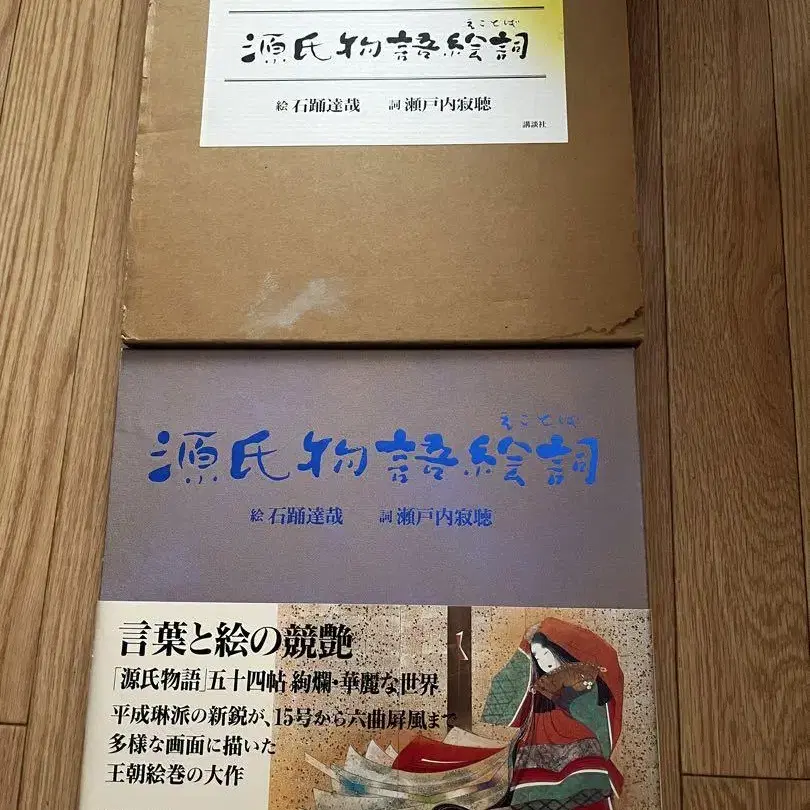 えことば
源氏物語絵詞
絵 石踊達哉 詞 瀬戸内寂聴
講談社
えことば
源氏物語絵詞
絵 石踊達哉 詞 瀬戸内寂聴
言葉と絵の競艶
「源氏物語」五十四帖 絢爛・華麗な世界
平成琳派の新鋭が、15号から六曲屏風まで
多様な画面に描いた
王朝絵巻の大作